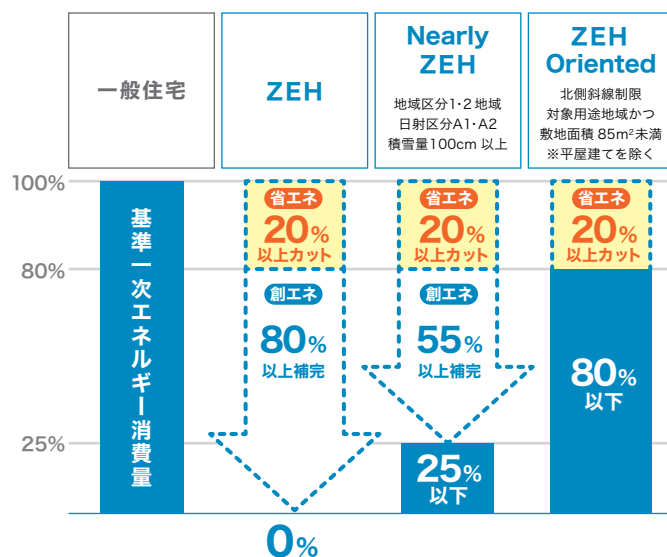 一般住宅
ZEH
Nearly
ZEH
地域区分1・2 地域
日射区分A1・A2
積雪量100cm 以上
ZEH
Oriented
北側斜線制限
対象用途地域かつ
敷地面積 85m²未満
※平屋建てを除く
100%
80%
25%
基準一次エネルギー消費量
省エネ
20%
以上カット
創エネ
80%
以上補完
0%
省エネ
20%
以上カット
創エネ
55%
以上補完
25%
以下
省エネ
20%
以上カット
80%
以下